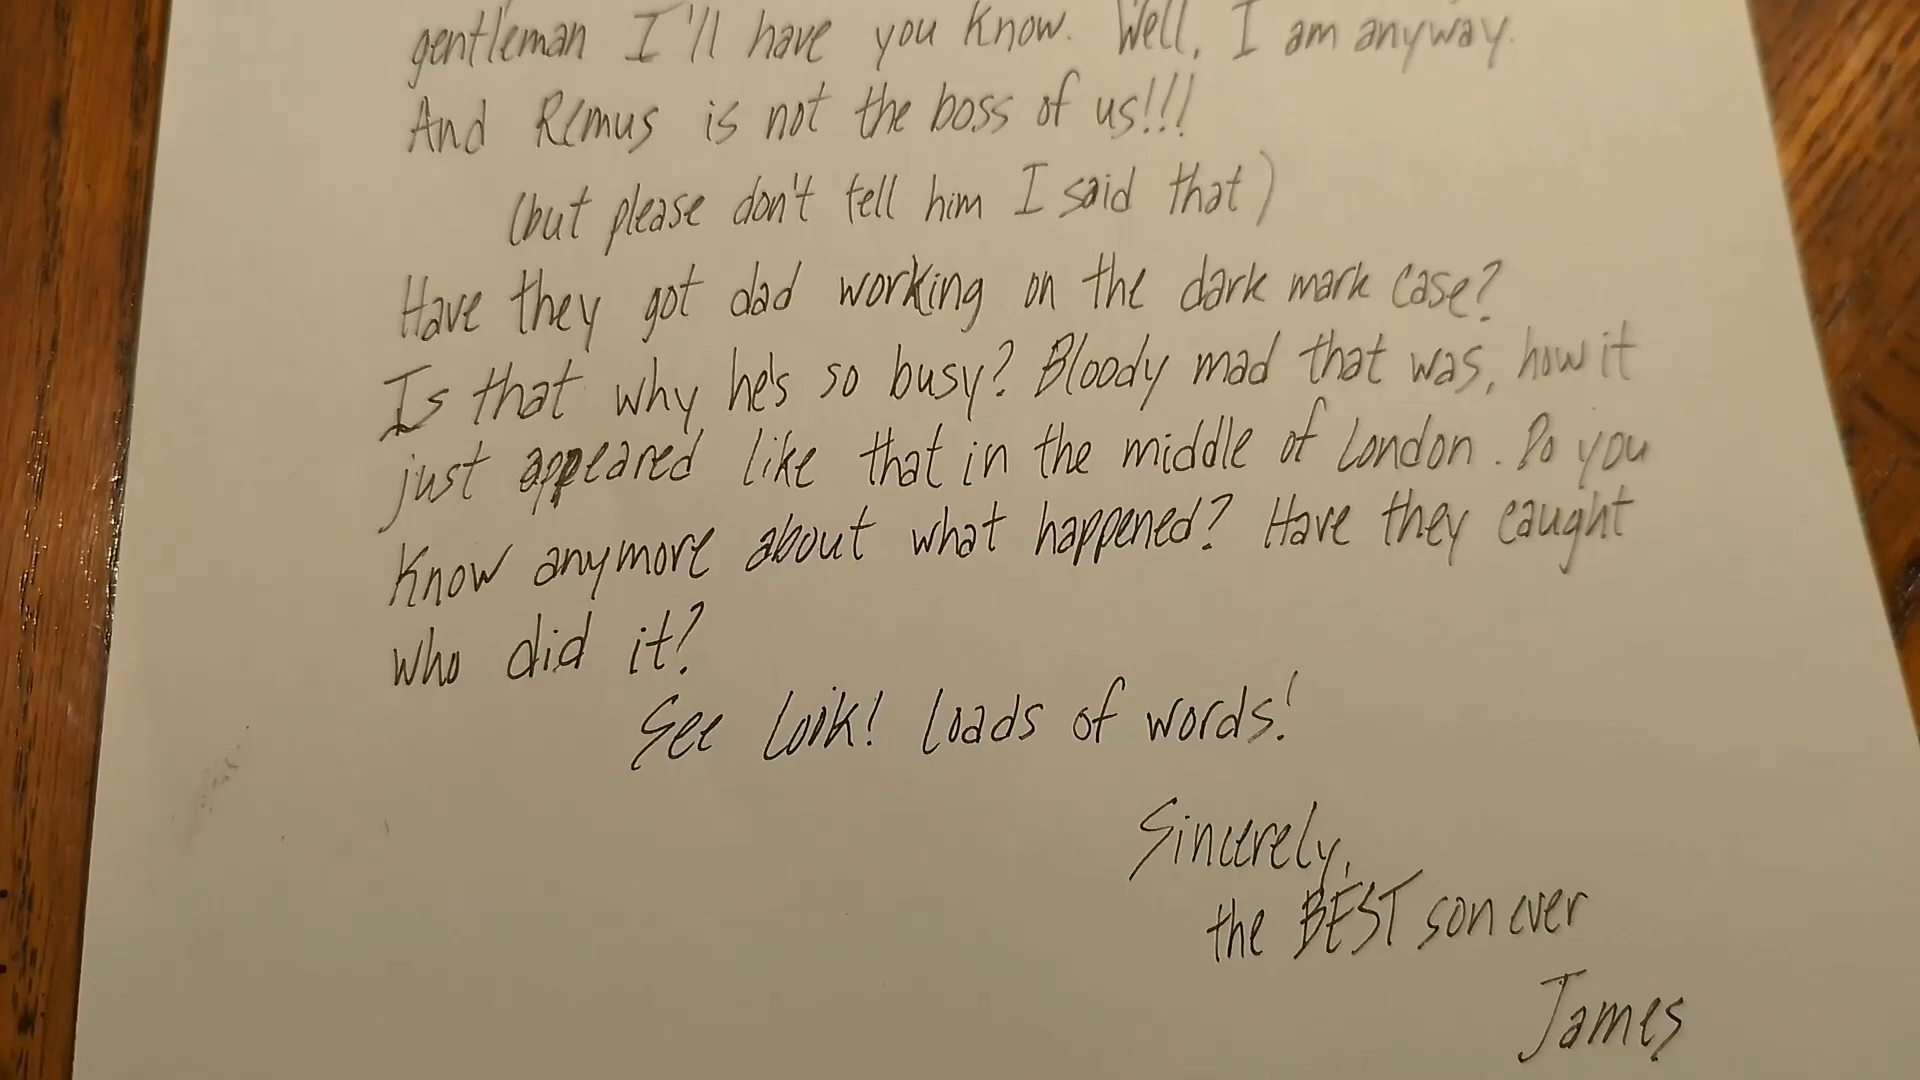 gentleman I'll have you know. Well, I am anyway.
And Remus is not the boss of us!!!
(but please don't tell him I said that)
Have they got dad working on the dark mark case?
Is that why he's so busy? Bloody mad that was, how it
just appeared like that in the middle of London. Do you
know anymore about what happened? Have they caught
who did it?
See look! Loads of words!
Sincerely,
the BEST son ever
James